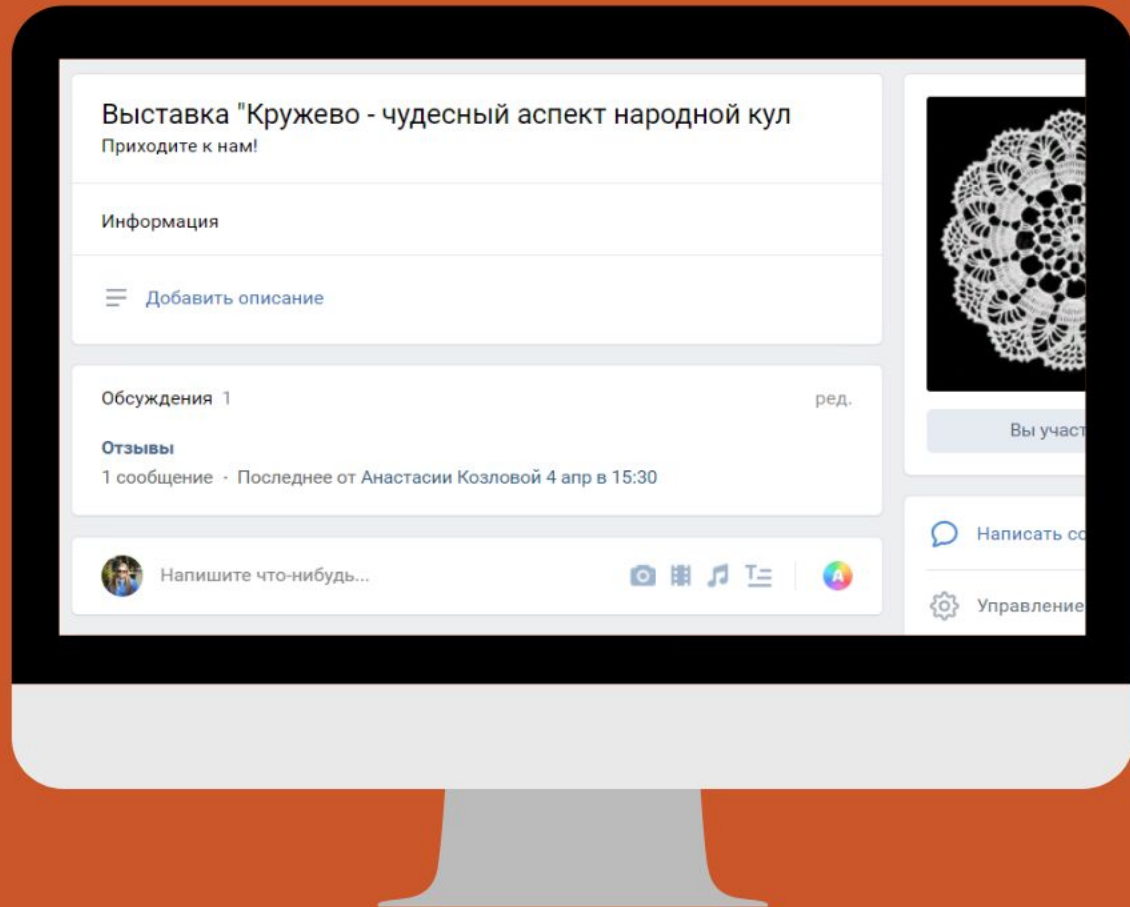 Выставка "Кружево - чудесный аспект народной кул
Приходите к нам!
Информация
Добавить описание
Обсуждения 1
ред.
Отзывы
1 сообщение · Последнее от Анастасии Козловой 4 апр в 15:30
Напишите что-нибудь...
Вы участ
Написать со
Управление